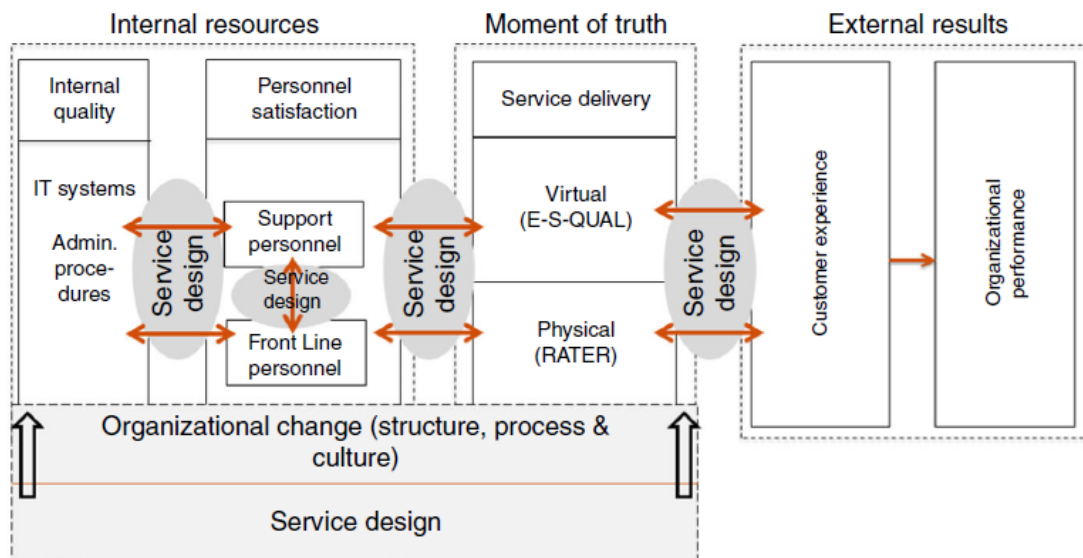 Internal resources
Moment of truth
External results
Internal
quality
Personnel
satisfaction
Service delivery
IT systems
Admin.
proce-
dures
Service
design
Support
personnel
Service
design
Front Line
personnel
Service
design
Virtual
(E-S-QUAL)
Physical
(RATER)
Service
design
Customer experience
Organizational
performance
Organizational change (structure, process &
culture)
Service design